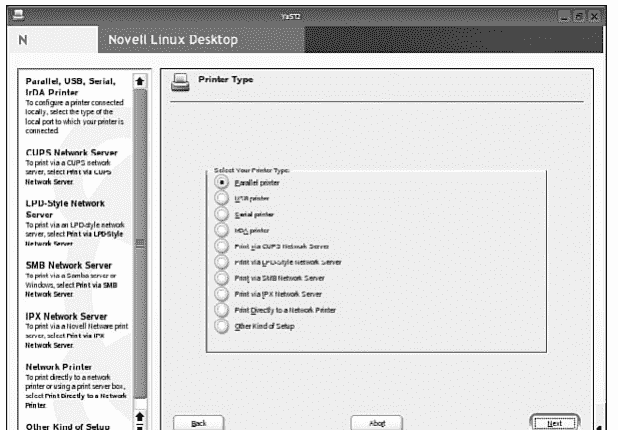 YaST2
N
Novell Linux Desktop
Parallel, USB, Serial,
IrDA Printer
To configure a printer connected
locally, select the type of the
local port to which your printer is
connected.
CUPS Network Server
To print via a CUPS network
server, select Print via CUPS
Network Server.
LPD-Style Network
Server
To print via an LPD-style network
server, select Print via LPD-Style
Network Server.
SMB Network Server
To print via a Samba server or
Windows, select Print via SMB
Network Server.
IPX Network Server
To print via a Novell Netware print
server, select Print via IPX
Network Server.
Network Printer
To print directly to a network
printer or using a print server box,
select Print Directly to a Network
Printer.
Other Kind of Setup
Printer Type
Select Your Printer Type:
Parallel printer
USB printer
Serial printer
IrDA printer
Print via CUPS Network Server
Print via LPD-style Network Server
Print via SMB Network Server
Print via IPX Network Server
Print Directly to a Network Printer
Other Kind of Setup
Back
Abort
Next